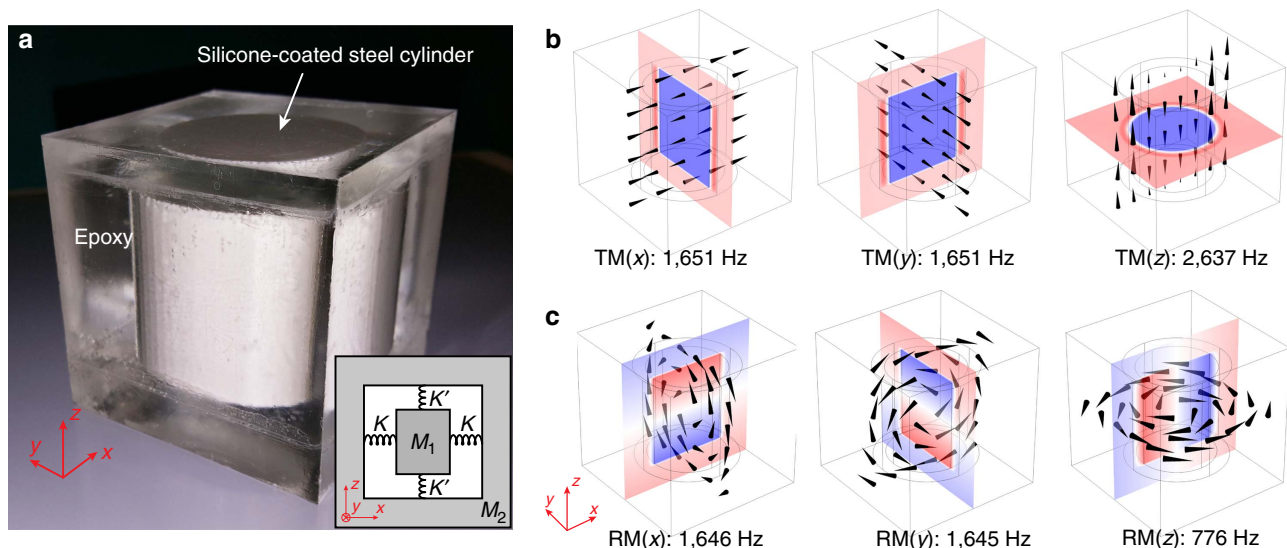 a
Silicone-coated steel cylinder
Epoxy
z
y
x
K′
K
M1
K
K′
z
y
x
M2
b
TM(x): 1,651 Hz
TM(y): 1,651 Hz
TM(z): 2,637 Hz
c
z
y
x
RM(x): 1,646 Hz
RM(y): 1,645 Hz
RM(z): 776 Hz